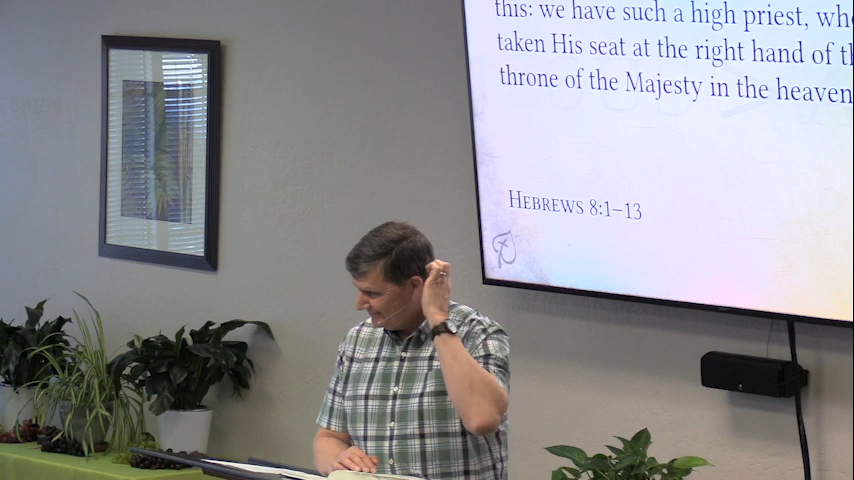 this: we have such a high priest, who
taken His seat at the right hand of th
throne of the Majesty in the heaven
HEBREWS 8:1–13